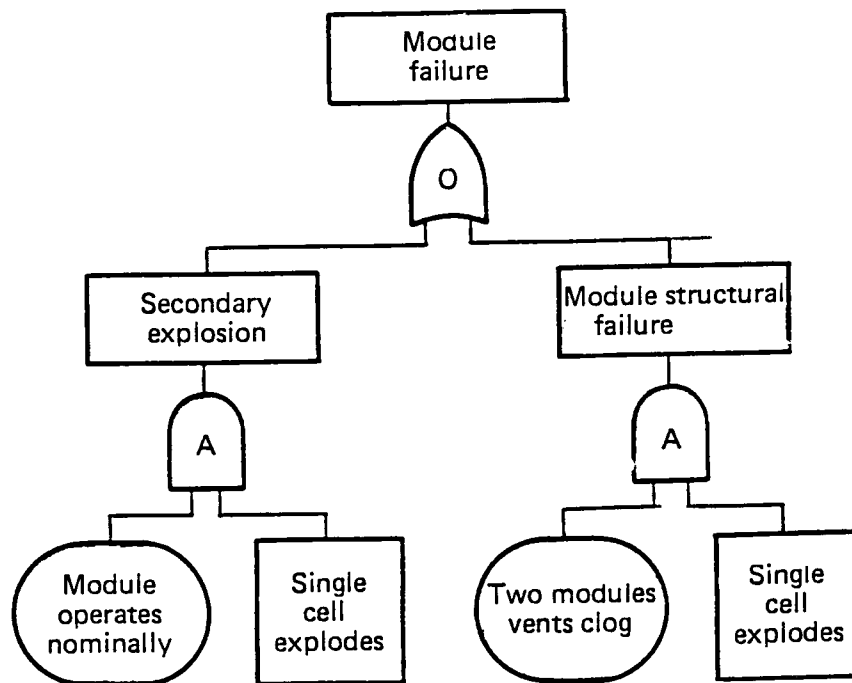 Module
failure
O
Secondary
explosion
Module structural
failure
A
A
Module
operates
nominally
Single
cell
explodes
Two modules
vents clog
Single
cell
explodes